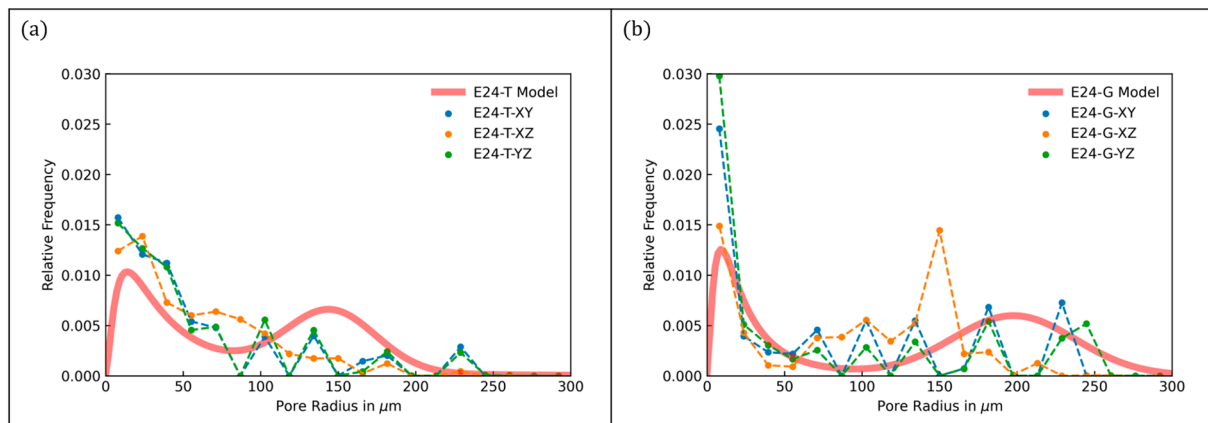 (a)
0.030
0.025
0.020
0.015
0.010
0.005
0.000
Relative Frequency
0
50
100
150
200
250
300
Pore Radius in μm
E24-T Model
E24-T-XY
E24-T-XZ
E24-T-YZ
(b)
0.030
0.025
0.020
0.015
0.010
0.005
0.000
Relative Frequency
0
50
100
150
200
250
300
Pore Radius in μm
E24-G Model
E24-G-XY
E24-G-XZ
E24-G-YZ